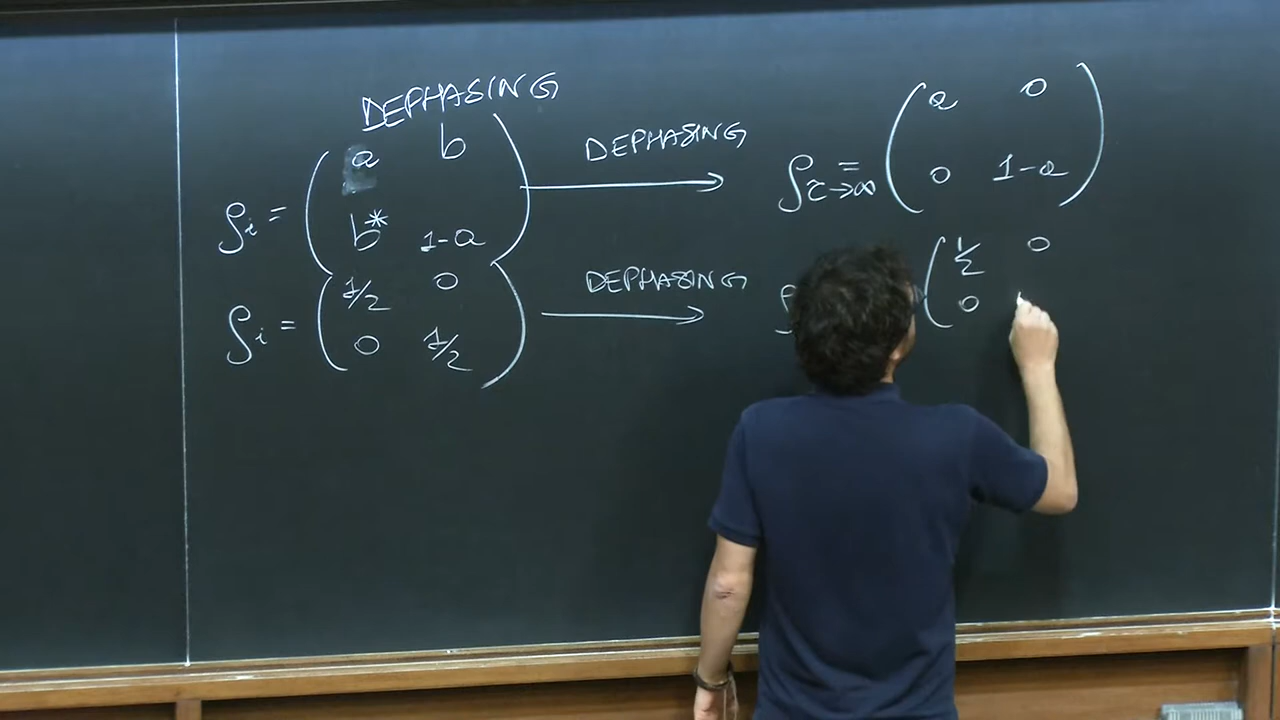 DEPHASING
ρi = ( a b ; b* 1-a ) DEPHASING → ρτ→∞ = ( a 0 ; 0 1-a )
ρi = ( 1/2 0 ; 0 1/2 ) DEPHASING → ρ ( 1/2 0 ; 0